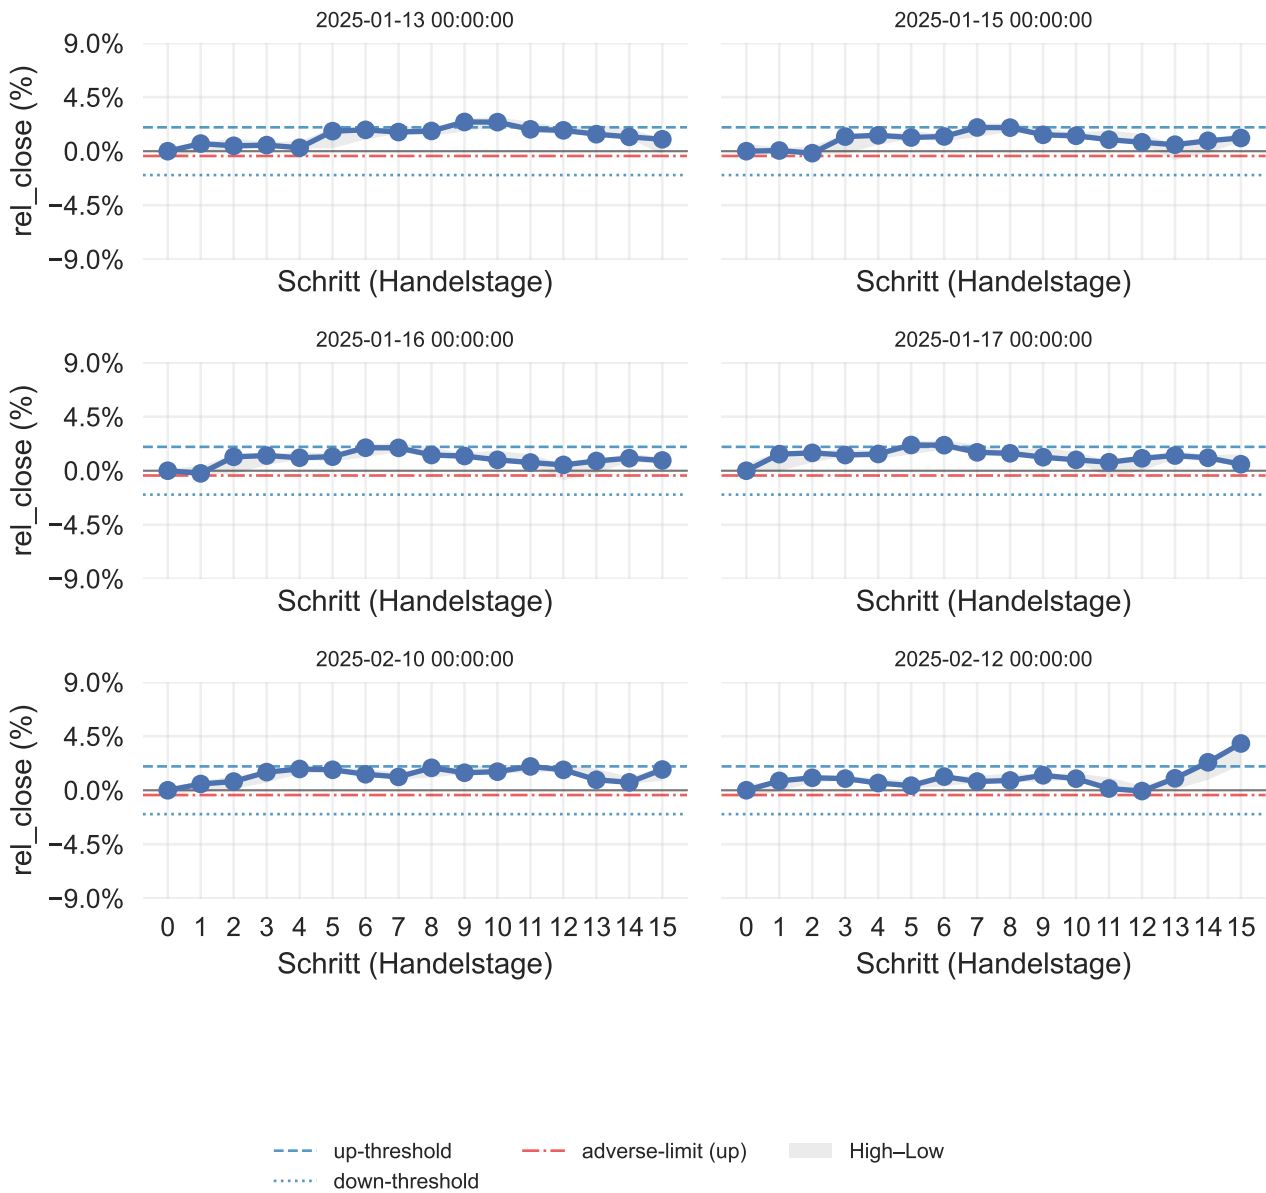 2025-01-13 00:00:00
2025-01-15 00:00:00
rel_close (%)
9.0%
4.5%
0.0%
−4.5%
−9.0%
Schritt (Handelstage)
Schritt (Handelstage)
2025-01-16 00:00:00
2025-01-17 00:00:00
rel_close (%)
9.0%
4.5%
0.0%
−4.5%
−9.0%
Schritt (Handelstage)
Schritt (Handelstage)
2025-02-10 00:00:00
2025-02-12 00:00:00
rel_close (%)
9.0%
4.5%
0.0%
−4.5%
−9.0%
0 1 2 3 4 5 6 7 8 9 10 11 12 13 14 15
0 1 2 3 4 5 6 7 8 9 10 11 12 13 14 15
Schritt (Handelstage)
Schritt (Handelstage)
up-threshold
adverse-limit (up)
High–Low
down-threshold